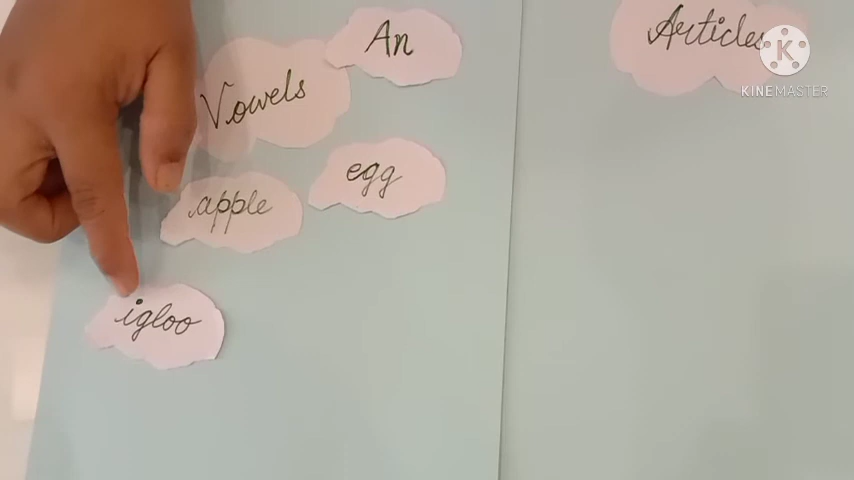 An
Articles
Vowels
apple
egg
igloo
KINEMASTER